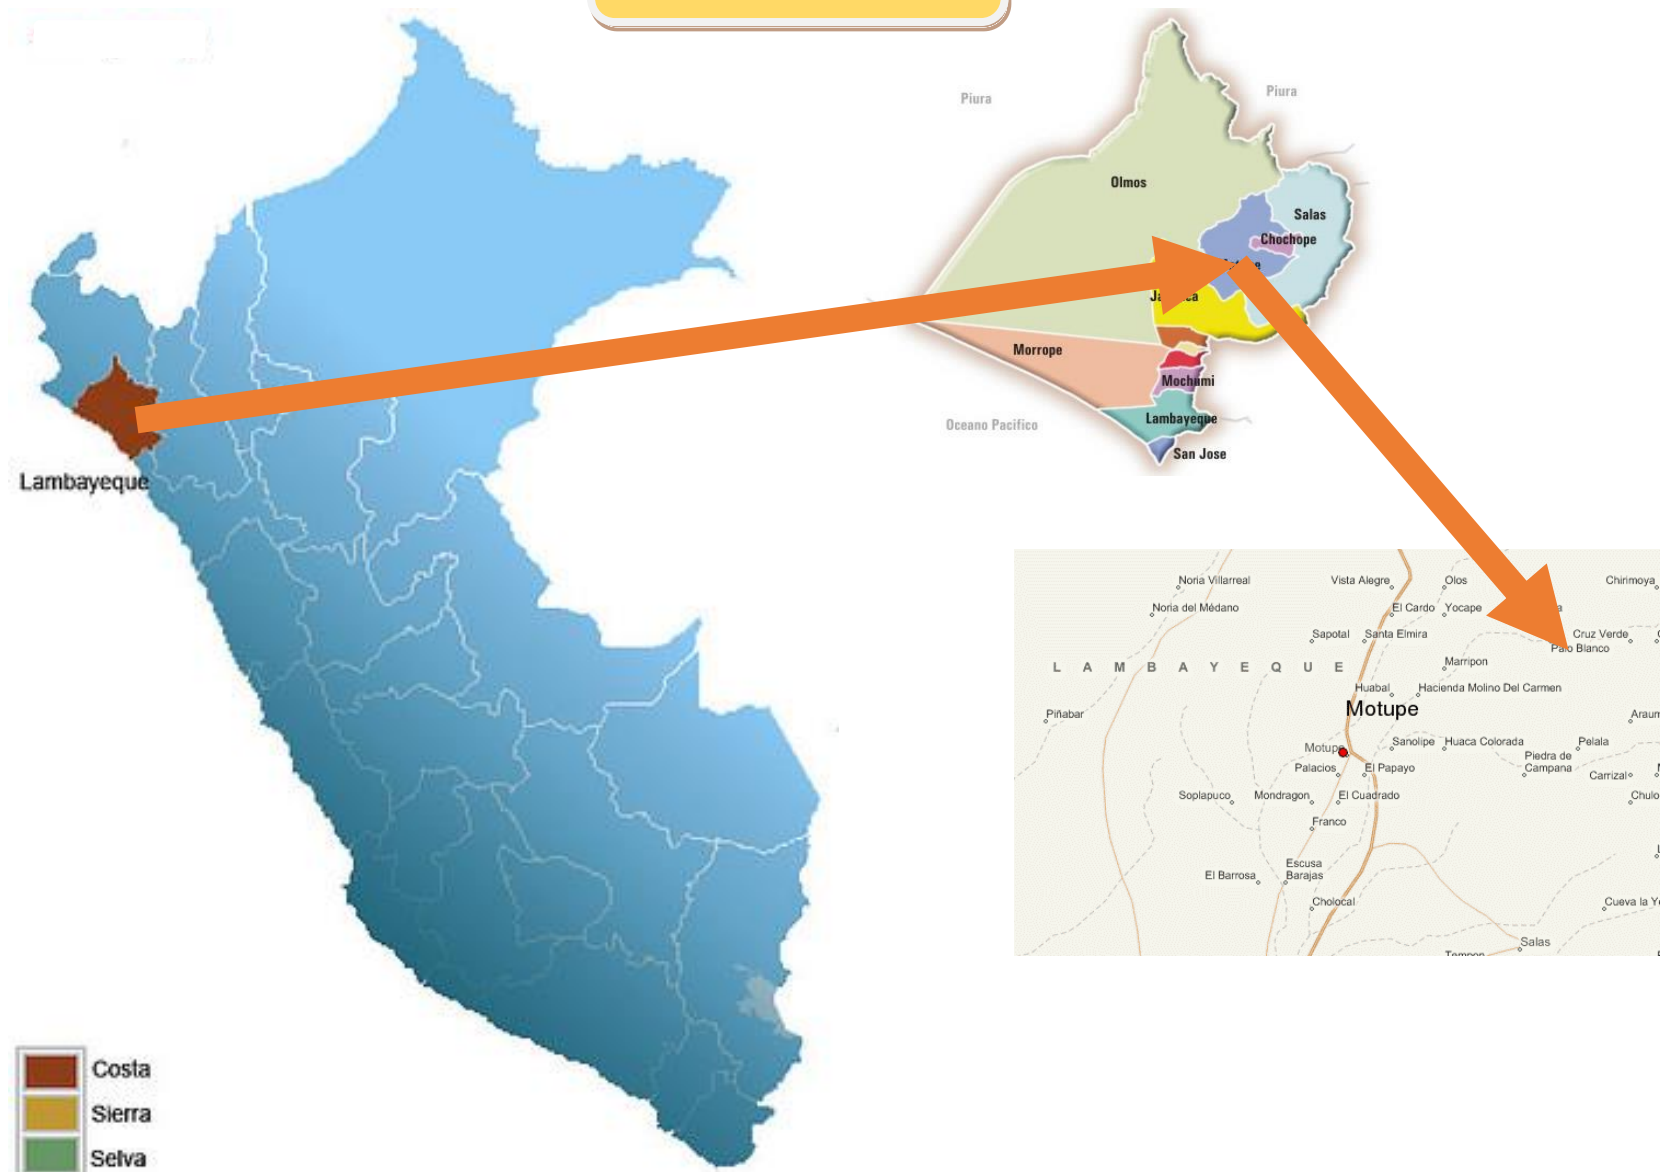 Lambayeque
Costa
Sierra
Selva
Piura
Piura
Olmos
Salas
Chochope
Morrope
Mochumi
Lambayeque
San Jose
Oceano Pacifico
Noria Villarreal
Vista Alegre
Olos
Chirimoya
Noria del Médano
El Cardo
Yocape
Sapotal
Santa Elmira
Cruz Verde
Palo Blanco
LAMBAYEQUE
Marripon
Huabal
Hacienda Molino Del Carmen
Piñabar
Motupe
Motupe
Sanolipe
Huaca Colorada
Pelala
Piedra de
Campana
Palacios
El Papayo
Carrizal
Soplapuco
Mondragon
El Cuadrado
Franco
Escusa
Barajas
El Barrosa
Cholocal
Cueva la
Salas